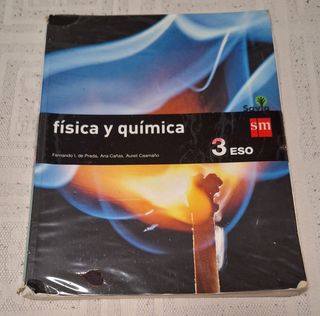 Savia
física y química
sm
3 ESO
Fernando I. de Prada, Ana Cañas, Aureli Caamaño